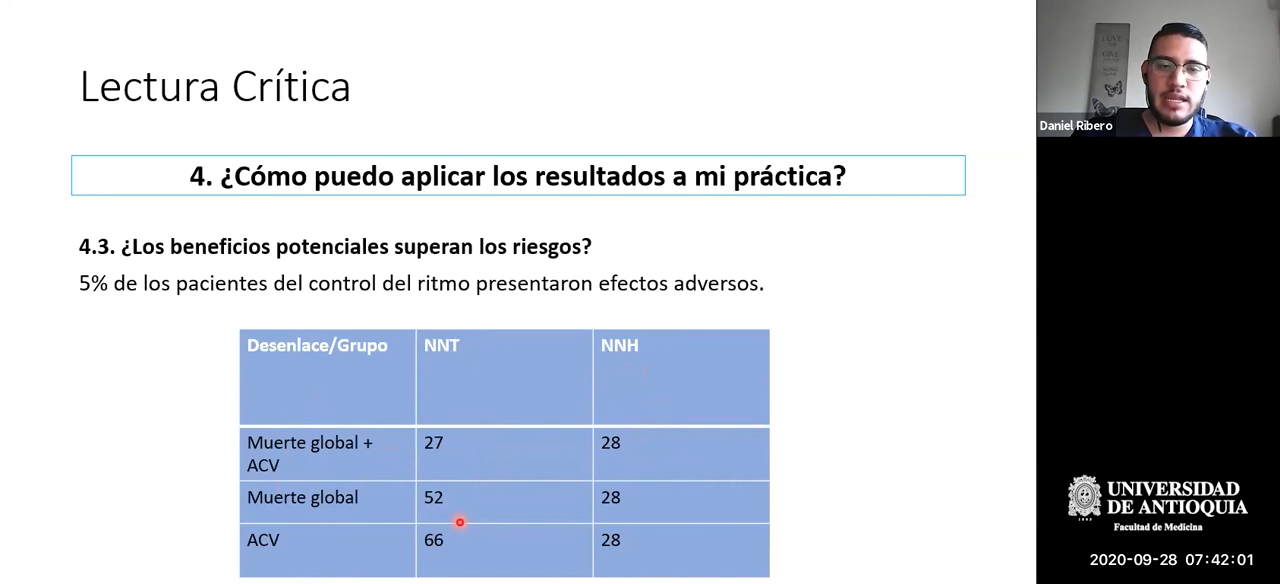 Lectura Crítica
4. ¿Cómo puedo aplicar los resultados a mi práctica?
4.3. ¿Los beneficios potenciales superan los riesgos?
5% de los pacientes del control del ritmo presentaron efectos adversos.
Desenlace/Grupo NNT NNH
Muerte global + 27 28
ACV
Muerte global 52 28
ACV 66 28
Daniel Ribero
UNIVERSIDAD
DE ANTIOQUIA
Facultad de Medicina
2020-09-28 07:42:01